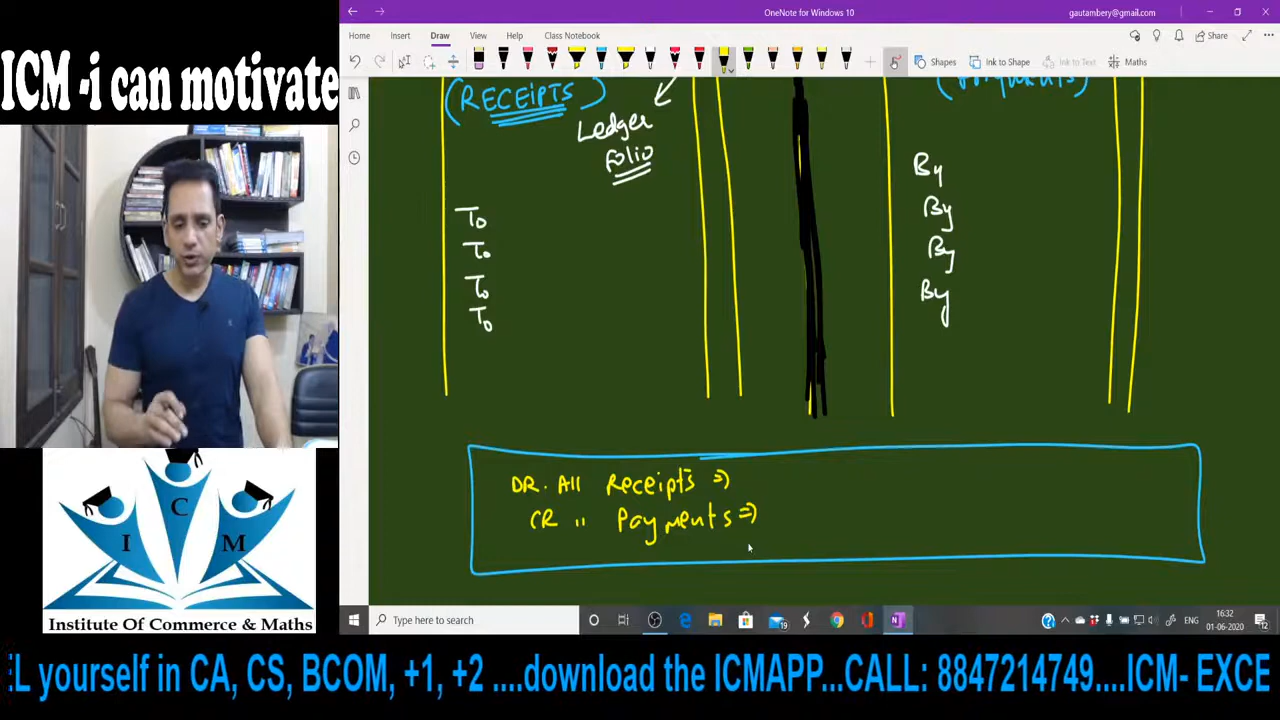 ICM -i can motivate
OneNote for Windows 10
gautambery@gmail.com
Home Insert Draw View Help Class Notebook
Share
Shapes Ink to Shape Ink to Text Maths
(RECEIPTS)
Ledger
folio
To
To
To
To
By
By
By
By
DR. All Receipts ⇒
CR " Payments ⇒
I C M
Institute Of Commerce & Maths
Type here to search
19
ENG
16:32
01-06-2020
12
EL yourself in CA, CS, BCOM, +1, +2 ....download the ICMAPP...CALL: 8847214749....ICM- EXCE